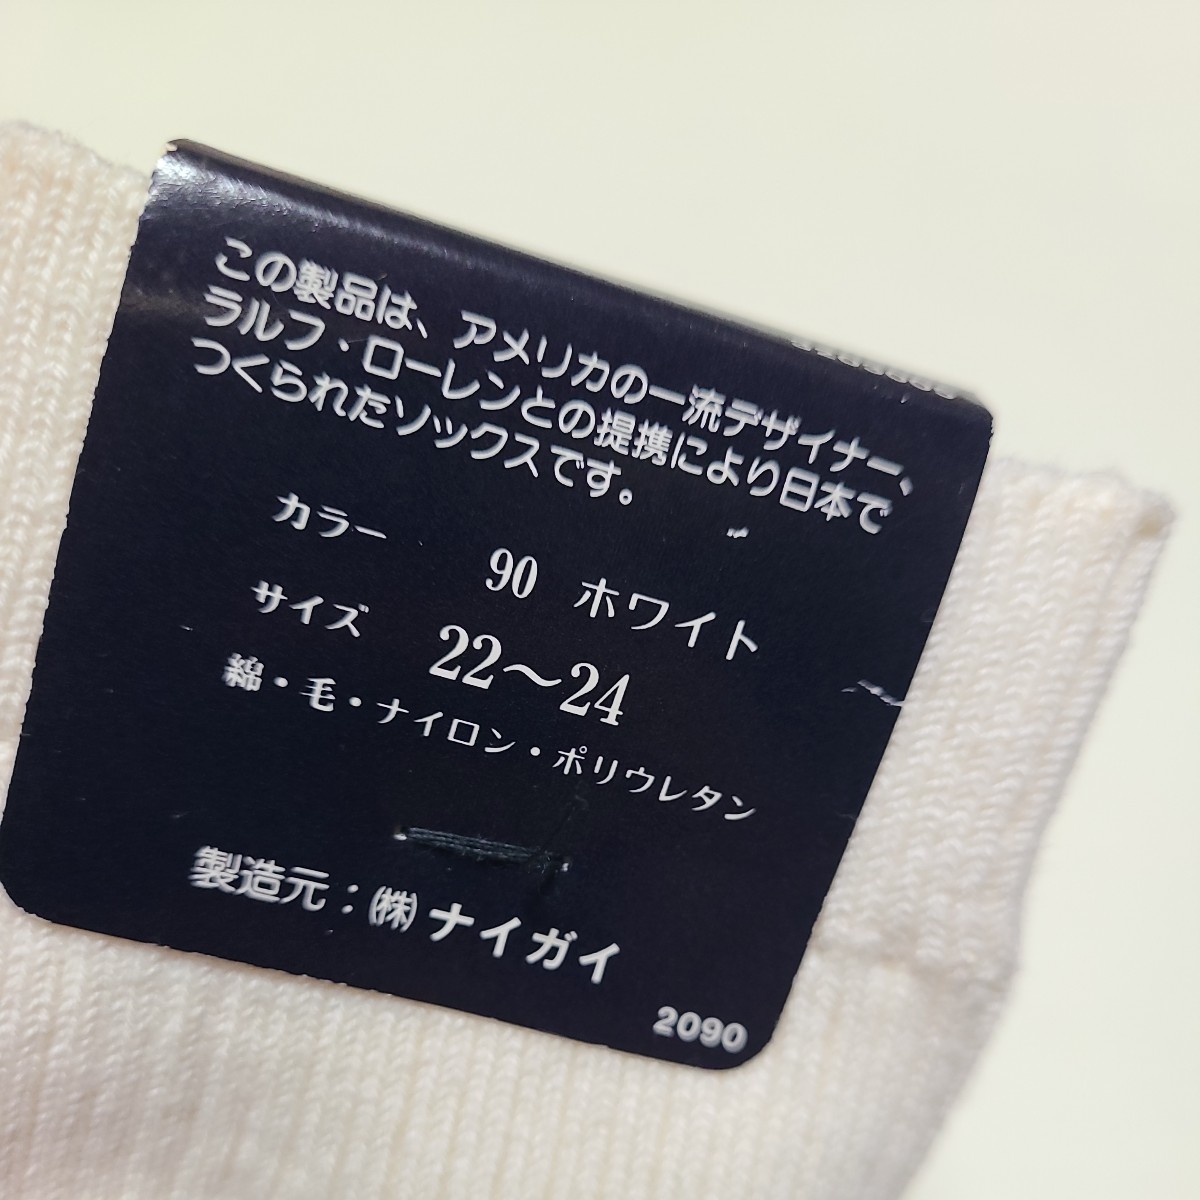 この製品は、アメリカの一流デザイナー、
ラルフ・ローレンとの提携により日本で
つくられたソックスです。
カラー 90 ホワイト
サイズ 22〜24
綿・毛・ナイロン・ポリウレタン
製造元：㈱ナイガイ
2090